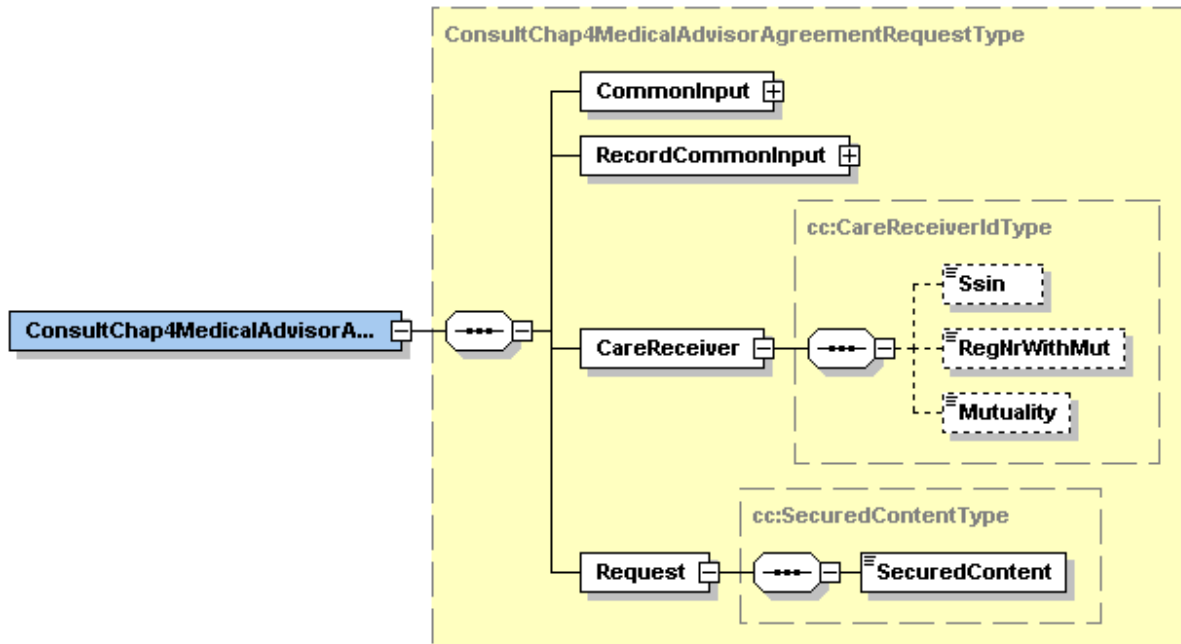 ConsultChap4MedicalAdvisorAgreementRequestType
CommonInput
RecordCommonInput
cc:CareReceiverIdType
Ssin
ConsultChap4MedicalAdvisorA...
CareReceiver
RegNrWithMut
Mutuality
cc:SecuredContentType
Request
SecuredContent